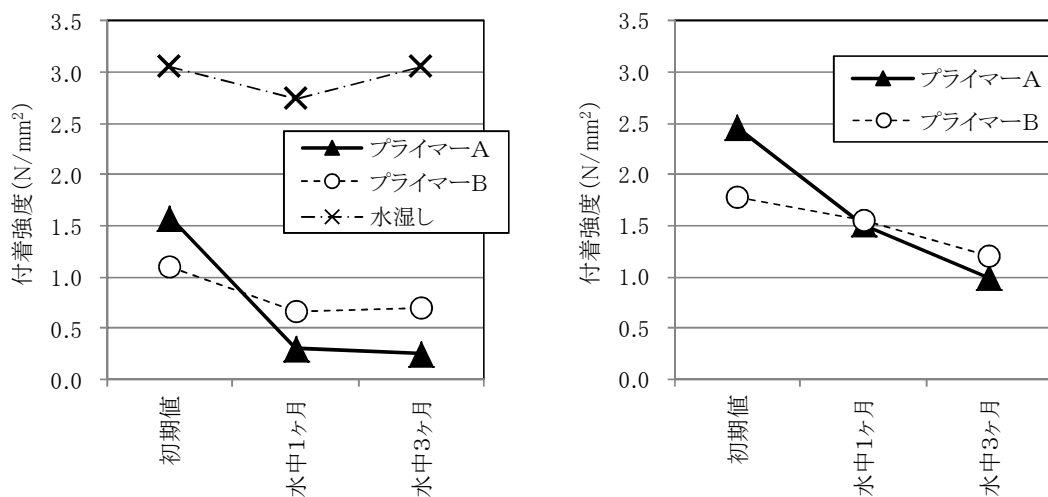 付着強度(N/mm²)
3.5
3.0
2.5
2.0
1.5
1.0
0.5
0.0
プライマーA
プライマーB
水湿し
初期値
水中1ヶ月
水中3ヶ月
付着強度(N/mm²)
3.5
3.0
2.5
2.0
1.5
1.0
0.5
0.0
プライマーA
プライマーB
初期値
水中1ヶ月
水中3ヶ月